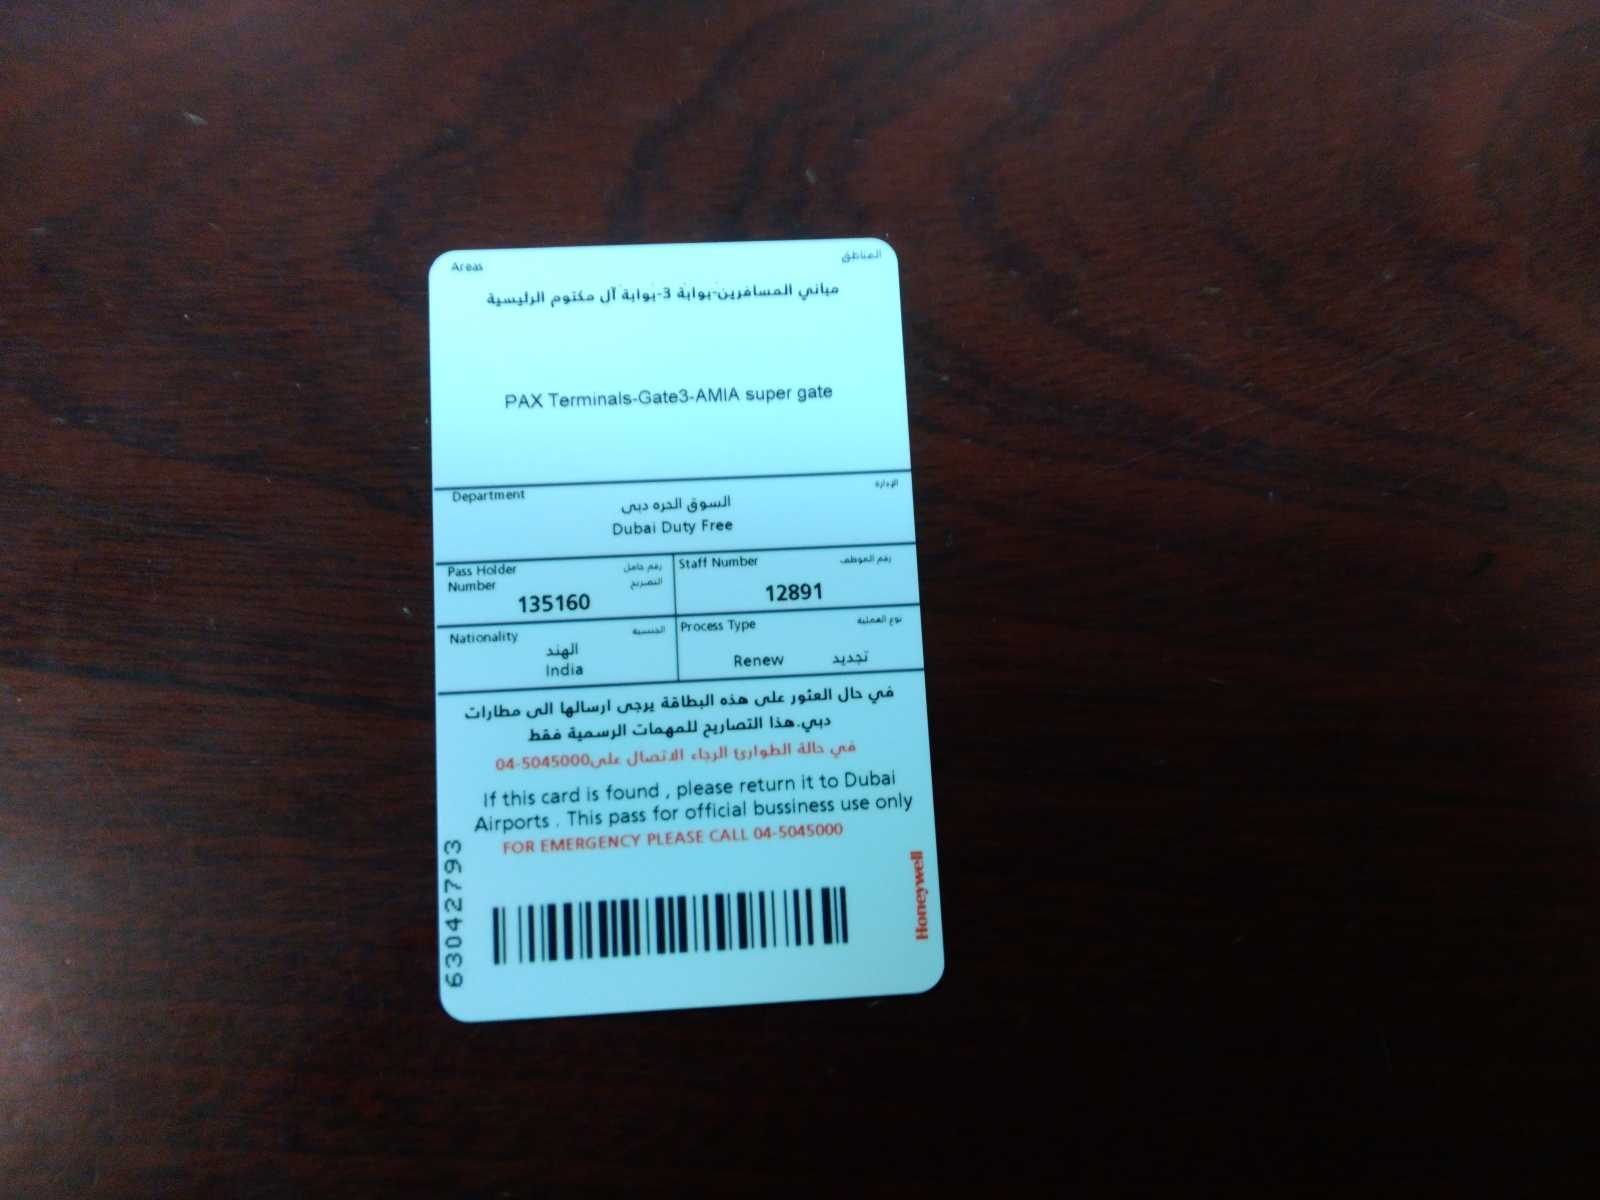 Areas المناطق
مباني المسافرين-بوابة 3-بوابة آل مكتوم الرئيسية
PAX Terminals-Gate3-AMIA super gate
Department الإدارة
السوق الحره دبي
Dubai Duty Free
Pass Holder Number رقم حامل التصريح
135160
Staff Number رقم الموظف
12891
Nationality الجنسية
الهند
India
Process Type نوع العملية
Renew تجديد
في حال العثور على هذه البطاقة يرجى ارسالها الى مطارات
دبي.هذا التصاريح للمهمات الرسمية فقط
في حالة الطوارئ الرجاء الاتصال على04-5045000
If this card is found , please return it to Dubai
Airports . This pass for official bussiness use only
FOR EMERGENCY PLEASE CALL 04-5045000
63042793
Honeywell